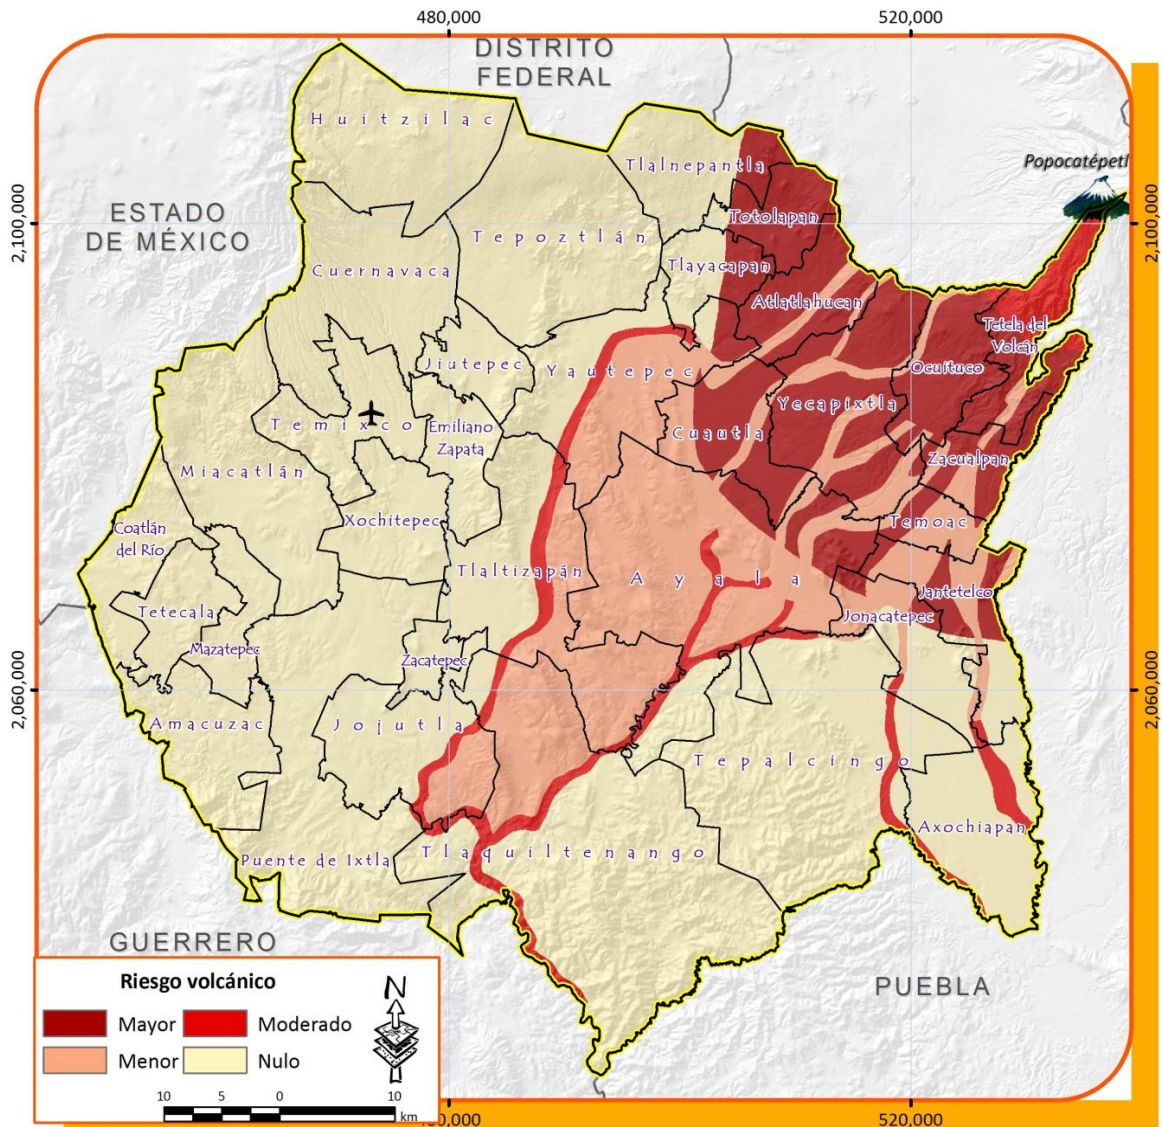 480,000
520,000
DISTRITO
FEDERAL
Huitzilac
Tlalnepantla
Popocatépetl
ESTADO
DE MÉXICO
2,100,000
2,100,000
Totolapan
Tepoztlán
Tlayacapan
Cuernavaca
Atlatlahucan
Tetela del
Volcán
Jiutepec
Yautepec
Ocuituco
Yecapixtla
Temixco
Emiliano
Zapata
Cuautla
Zacualpan
Miacatlán
Xochitepec
Temoac
Coatlán
del Río
Tlaltizapán
Ayala
Jantetelco
Tetecala
Jonacatepec
Mazatepec
Zacatepec
2,060,000
2,060,000
Amacuzac
Jojutla
Tepalcingo
Axochiapan
Puente de Ixtla
Tlaquiltenango
GUERRERO
PUEBLA
Riesgo volcánico
N
Mayor
Moderado
Menor
Nulo
10 5 0 10
km
520,000